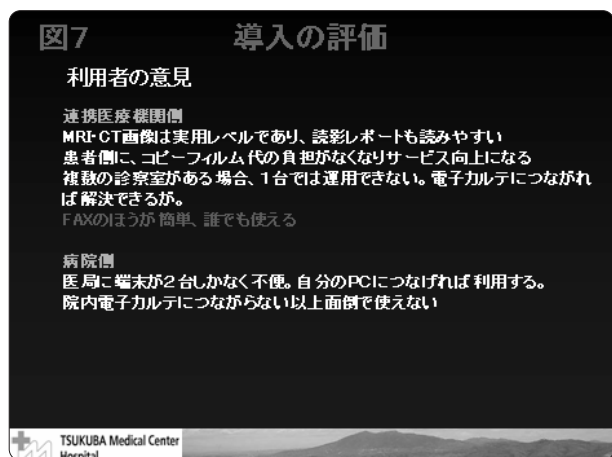 図7
導入の評価
利用者の意見
連携医療機関側
MRI・CT画像は実用レベルであり、読影レポートも読みやすい
患者側に、コピーフィルム代の負担がなくなりサービス向上になる
複数の診察室がある場合、1台では運用できない。電子カルテにつながれ
ば解決できるが。
FAXのほうが簡単、誰でも使える
病院側
医局に端末が2台しかなく不便。自分のPCにつなげれば利用する。
院内電子カルテにつながらない以上面倒で使えない
TSUKUBA Medical Center
Hospital